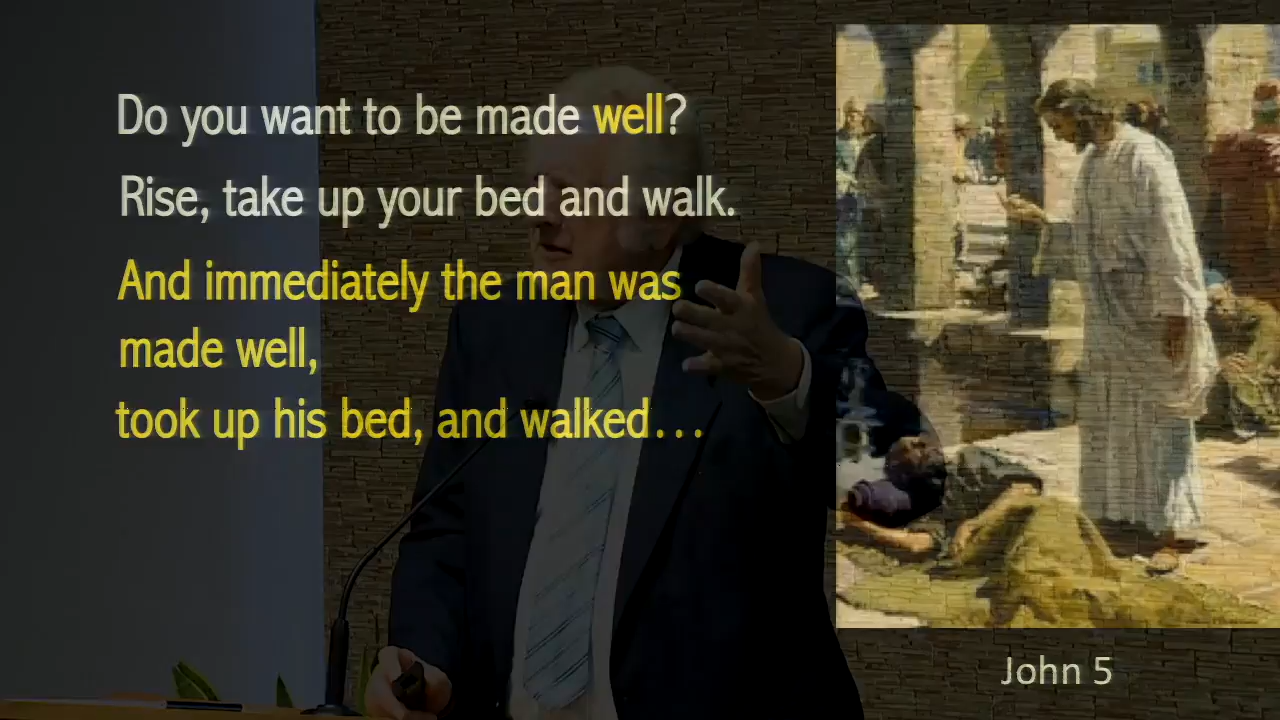 Do you want to be made well?
Rise, take up your bed and walk.
And immediately the man was
made well,
took up his bed, and walked…
John 5